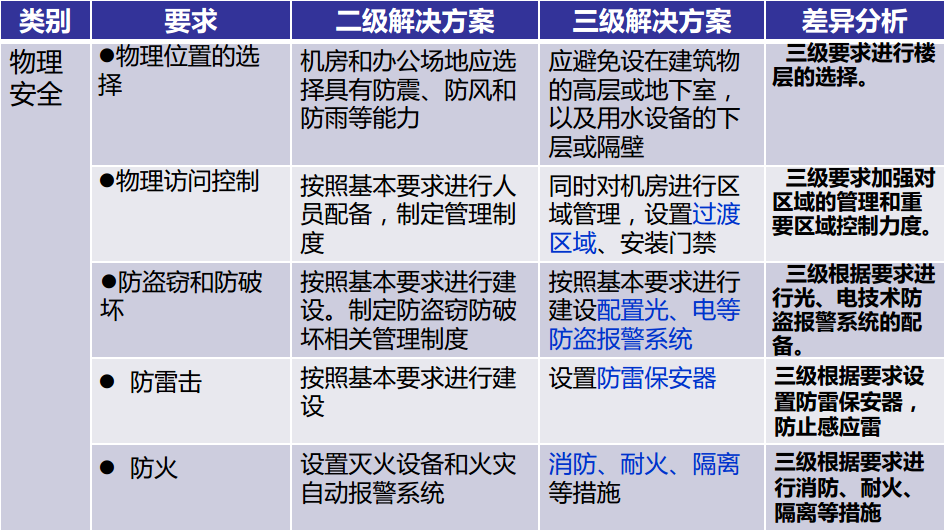 类别
要求
二级解决方案
三级解决方案
差异分析
物理
安全
●物理位置的选
择
机房和办公场地应选
择具有防震、防风和
防雨等能力
应避免设在建筑物
的高层或地下室，
以及用水设备的下
层或隔壁
三级要求进行楼
层的选择。
●物理访问控制
按照基本要求进行人
员配备，制定管理制
度
同时对机房进行区
域管理，设置过渡
区域、安装门禁
三级要求加强对
区域的管理和重
要区域控制力度。
●防盗窃和防破
坏
按照基本要求进行建
设。制定防盗窃防破
坏相关管理制度
按照基本要求进行
建设配置光、电等
防盗报警系统
三级根据要求进
行光、电技术防
盗报警系统的配
备。
● 防雷击
按照基本要求进行建
设
设置防雷保安器
三级根据要求设
置防雷保安器，
防止感应雷
● 防火
设置灭火设备和火灾
自动报警系统
消防、耐火、隔离
等措施
三级根据要求进
行消防、耐火、
隔离等措施